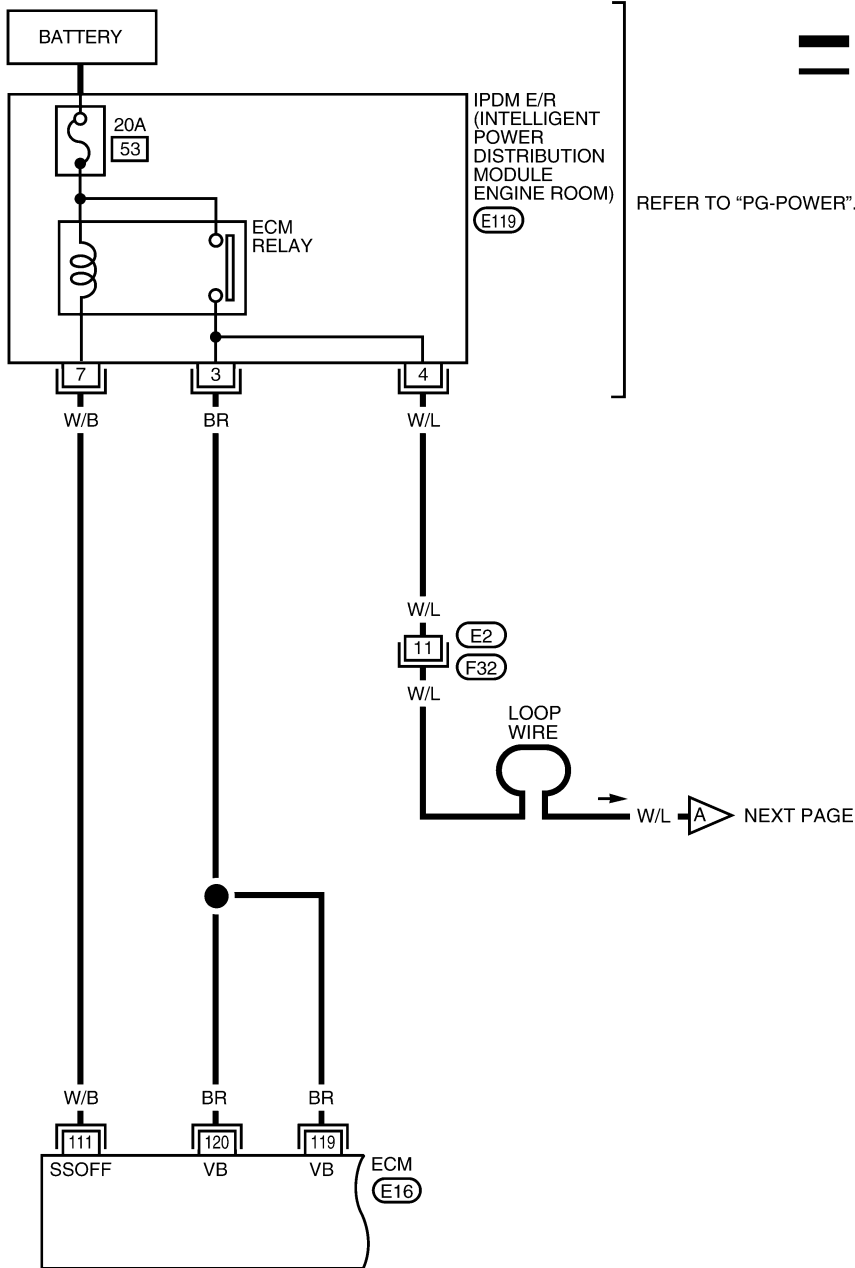 BATTERY
20A
53
IPDM E/R
(INTELLIGENT
POWER
DISTRIBUTION
MODULE
ENGINE ROOM)
E119
REFER TO “PG-POWER”.
ECM
RELAY
7
3
4
W/B
BR
W/L
W/L
11
E2
F32
W/L
LOOP
WIRE
W/L
A
NEXT PAGE
W/B
BR
BR
111
120
119
SSOFF
VB
VB
ECM
E16